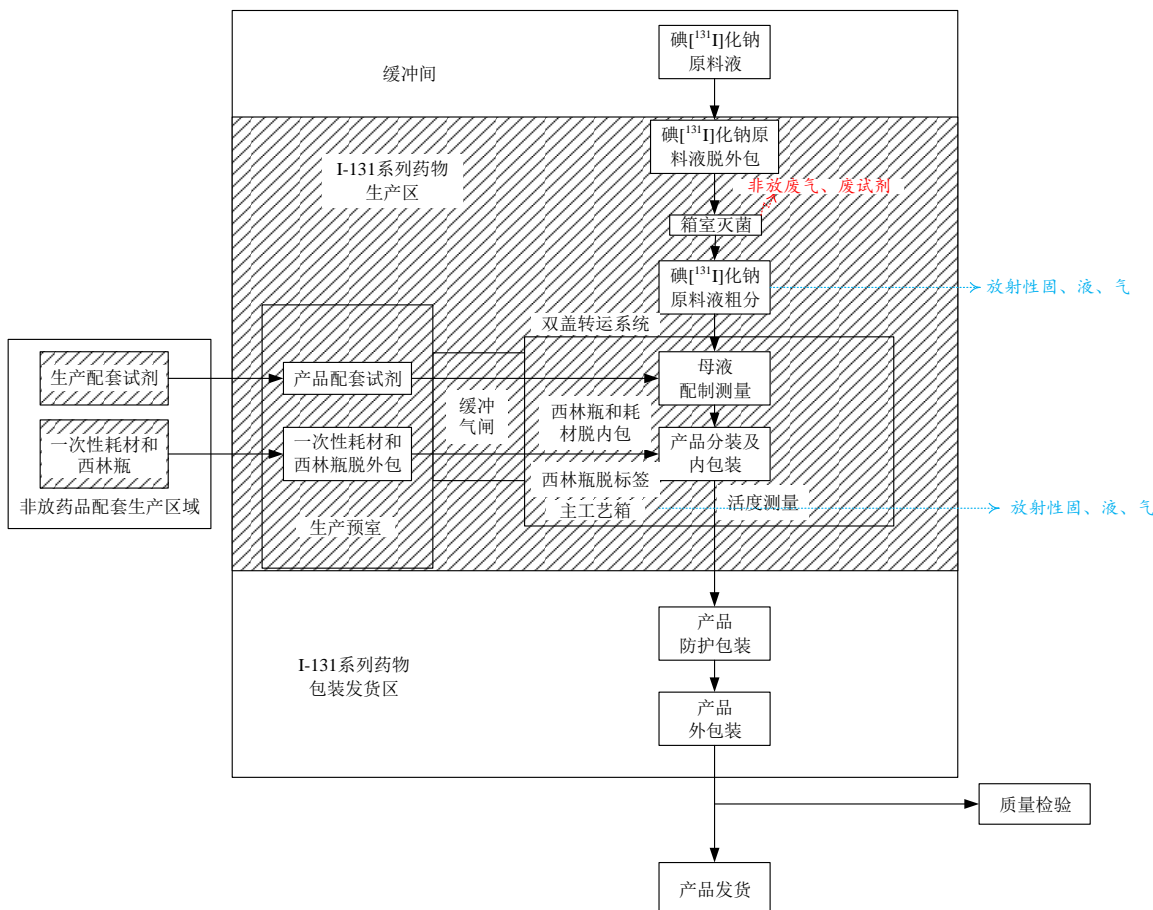 碘[¹³¹I]化钠
原料液
缓冲间
碘[¹³¹I]化钠原
料液脱外包
I-131系列药物
生产区
非放废气、废试剂
箱室灭菌
碘[¹³¹I]化钠
原料液粗分
放射性固、液、气
双盖转运系统
生产配套试剂
产品配套试剂
母液
配制测量
缓冲
气闸
西林瓶和耗
材脱内包
一次性耗材和
西林瓶
一次性耗材和
西林瓶脱外包
产品分装及
内包装
西林瓶脱标签
非放药品配套生产区域
主工艺箱
活度测量
放射性固、液、气
生产预室
产品
防护包装
I-131系列药物
包装发货区
产品
外包装
质量检验
产品发货